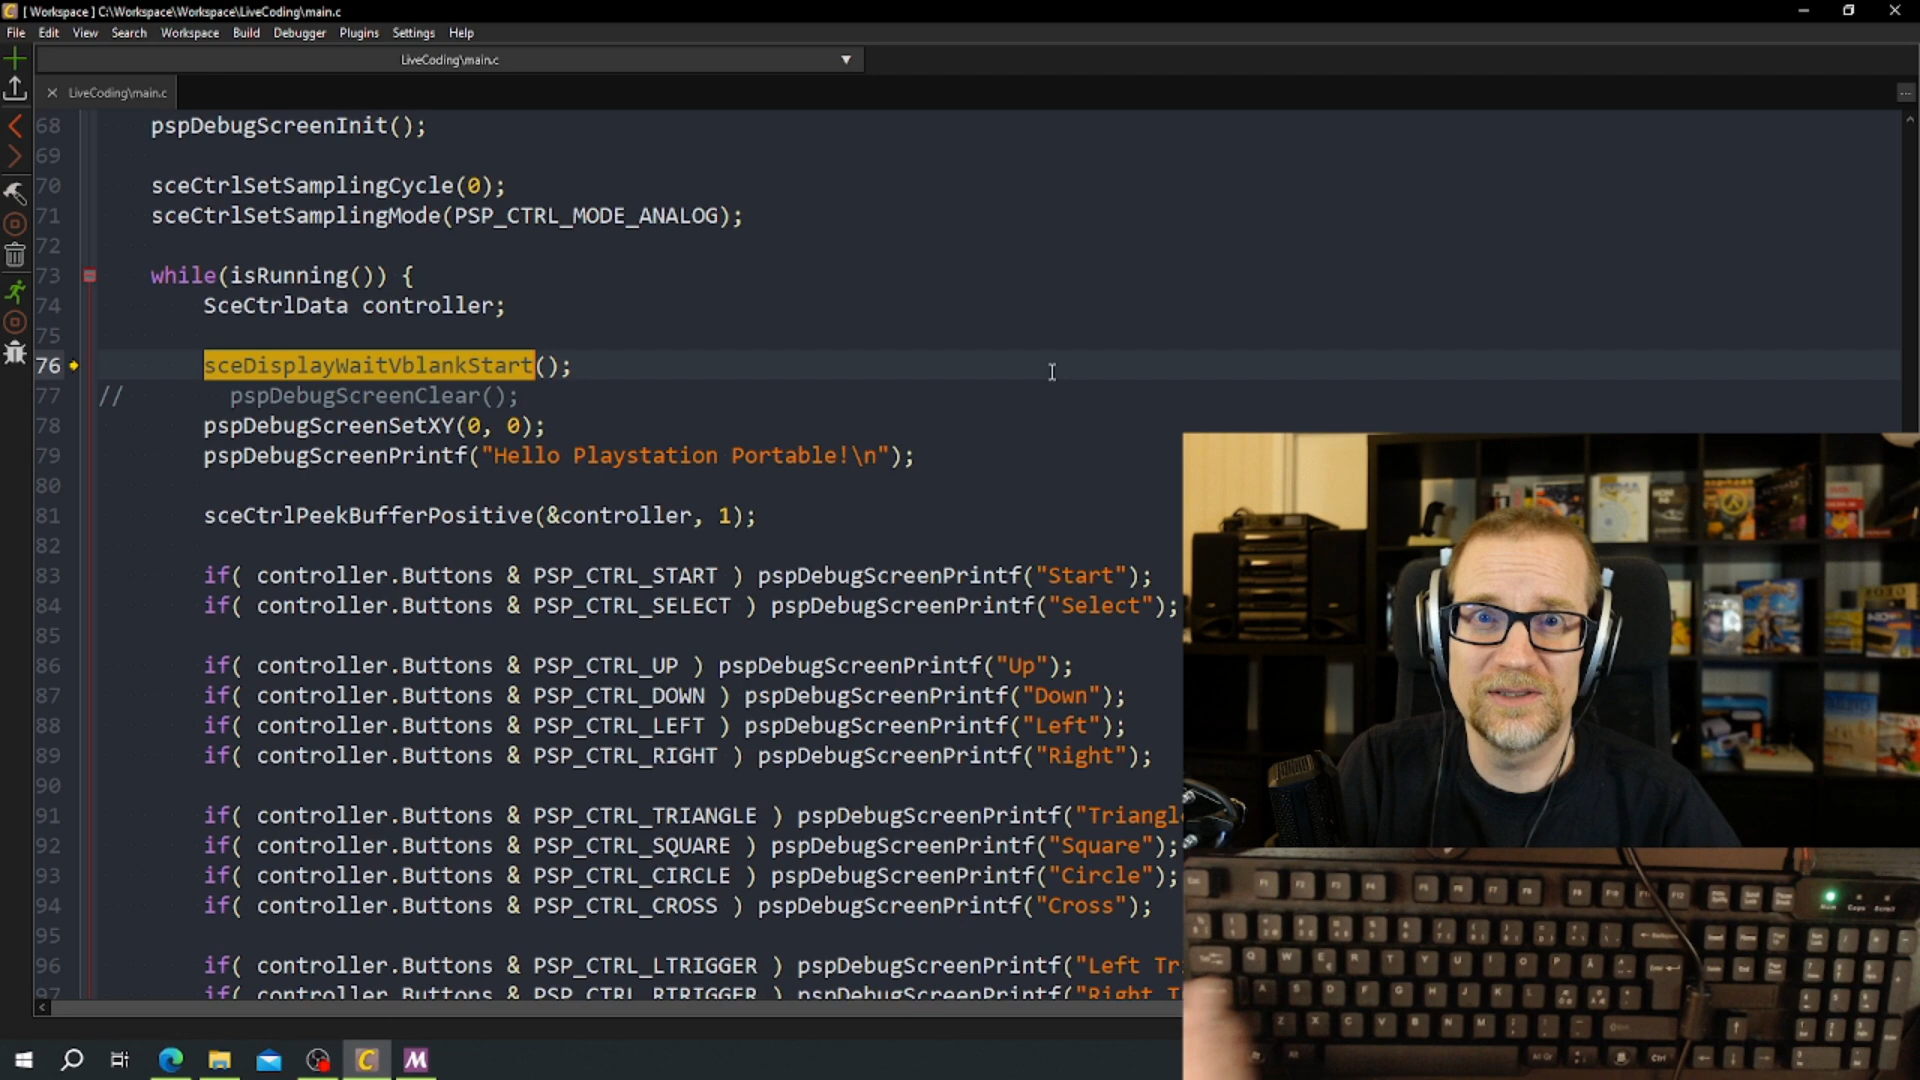 [ Workspace ] C:\Workspace\Workspace\LiveCoding\main.c
File Edit View Search Workspace Build Debugger Plugins Settings Help
LiveCoding\main.c
LiveCoding\main.c
68 pspDebugScreenInit();
69
70 sceCtrlSetSamplingCycle(0);
71 sceCtrlSetSamplingMode(PSP_CTRL_MODE_ANALOG);
72
73 while(isRunning()) {
74 SceCtrlData controller;
75
76 sceDisplayWaitVblankStart();
77 // pspDebugScreenClear();
78 pspDebugScreenSetXY(0, 0);
79 pspDebugScreenPrintf("Hello Playstation Portable!\n");
80
81 sceCtrlPeekBufferPositive(&controller, 1);
82
83 if( controller.Buttons & PSP_CTRL_START ) pspDebugScreenPrintf("Start");
84 if( controller.Buttons & PSP_CTRL_SELECT ) pspDebugScreenPrintf("Select");
85
86 if( controller.Buttons & PSP_CTRL_UP ) pspDebugScreenPrintf("Up");
87 if( controller.Buttons & PSP_CTRL_DOWN ) pspDebugScreenPrintf("Down");
88 if( controller.Buttons & PSP_CTRL_LEFT ) pspDebugScreenPrintf("Left");
89 if( controller.Buttons & PSP_CTRL_RIGHT ) pspDebugScreenPrintf("Right");
90
91 if( controller.Buttons & PSP_CTRL_TRIANGLE ) pspDebugScreenPrintf("Triangl
92 if( controller.Buttons & PSP_CTRL_SQUARE ) pspDebugScreenPrintf("Square");
93 if( controller.Buttons & PSP_CTRL_CIRCLE ) pspDebugScreenPrintf("Circle");
94 if( controller.Buttons & PSP_CTRL_CROSS ) pspDebugScreenPrintf("Cross");
95
96 if( controller.Buttons & PSP_CTRL_LTRIGGER ) pspDebugScreenPrintf("Left Tr
97 if( controller.Buttons & PSP_CTRL_RTRIGGER ) pspDebugScreenPrintf("Right T